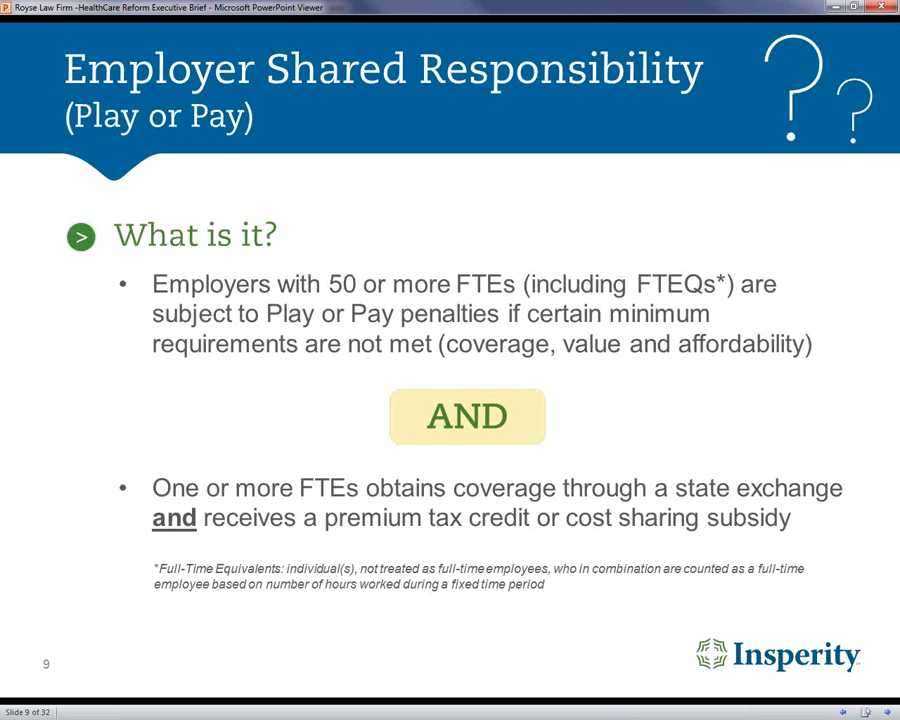 Royse Law Firm -HealthCare Reform Executive Brief - Microsoft PowerPoint Viewer
Employer Shared Responsibility
(Play or Pay)
? ?
> What is it?
• Employers with 50 or more FTEs (including FTEQs*) are
subject to Play or Pay penalties if certain minimum
requirements are not met (coverage, value and affordability)
AND
• One or more FTEs obtains coverage through a state exchange
and receives a premium tax credit or cost sharing subsidy
*Full-Time Equivalents: individual(s), not treated as full-time employees, who in combination are counted as a full-time
employee based on number of hours worked during a fixed time period
9
Insperity
Slide 9 of 32